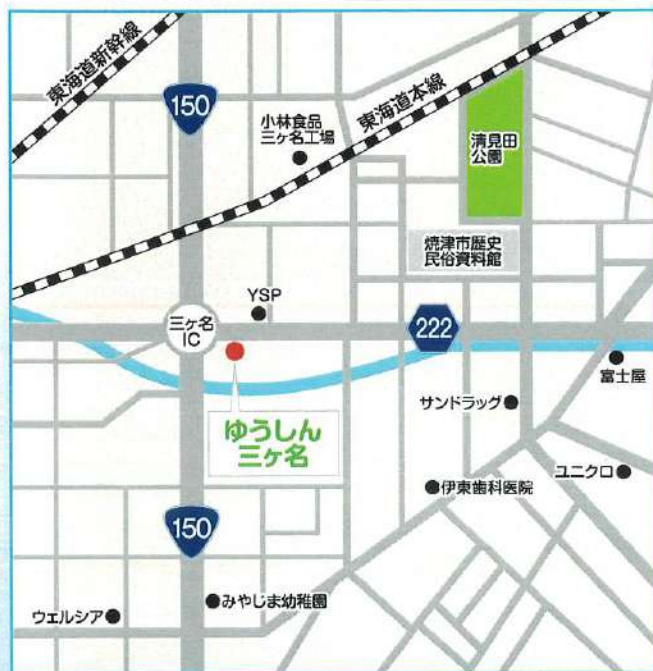 東海道新幹線
150
小林食品
三ヶ名工場
東海道本線
清見田
公園
焼津市歴史
民俗資料館
YSP
三ヶ名
IC
222
富士屋
ゆうしん
三ヶ名
サンドラッグ
ユニクロ
伊東歯科医院
150
ウェルシア
みやじま幼稚園